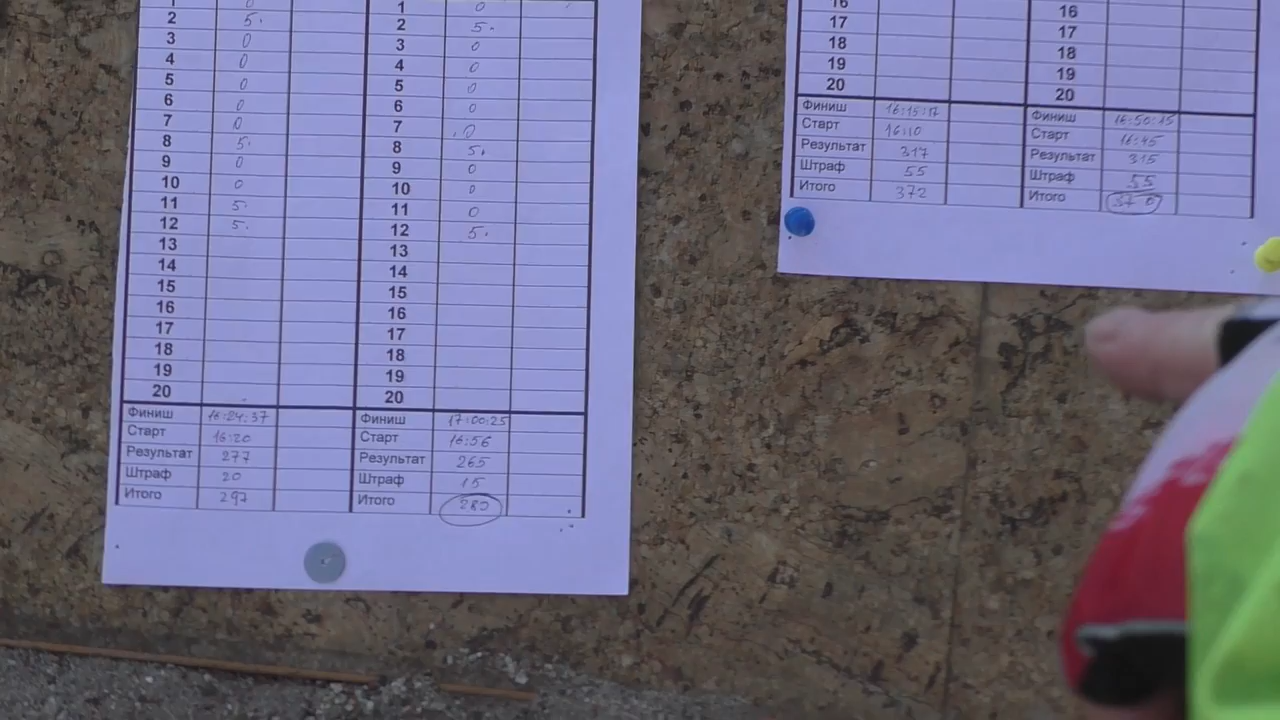 1 0 1 0
2 5. 2 5.
3 0 3 0
4 0 4 0
5 0 5 0
6 0 6 0
7 0 7 0
8 5. 8 5.
9 0 9 0
10 0 10 0
11 5. 11 0
12 5. 12 5.
13 13
14 14
15 15
16 16
17 17
18 18
19 19
20 20
Финиш 16:24:37 Финиш 17:00:25
Старт 16:20 Старт 16:56
Результат 277 Результат 265
Штраф 20 Штраф 15
Итого 297 Итого 280
16 16
17 17
18 18
19 19
20 20
Финиш 16:15:17 Финиш 16:50:15
Старт 16:10 Старт 16:45
Результат 317 Результат 315
Штраф 55 Штраф 55
Итого 372 Итого 370